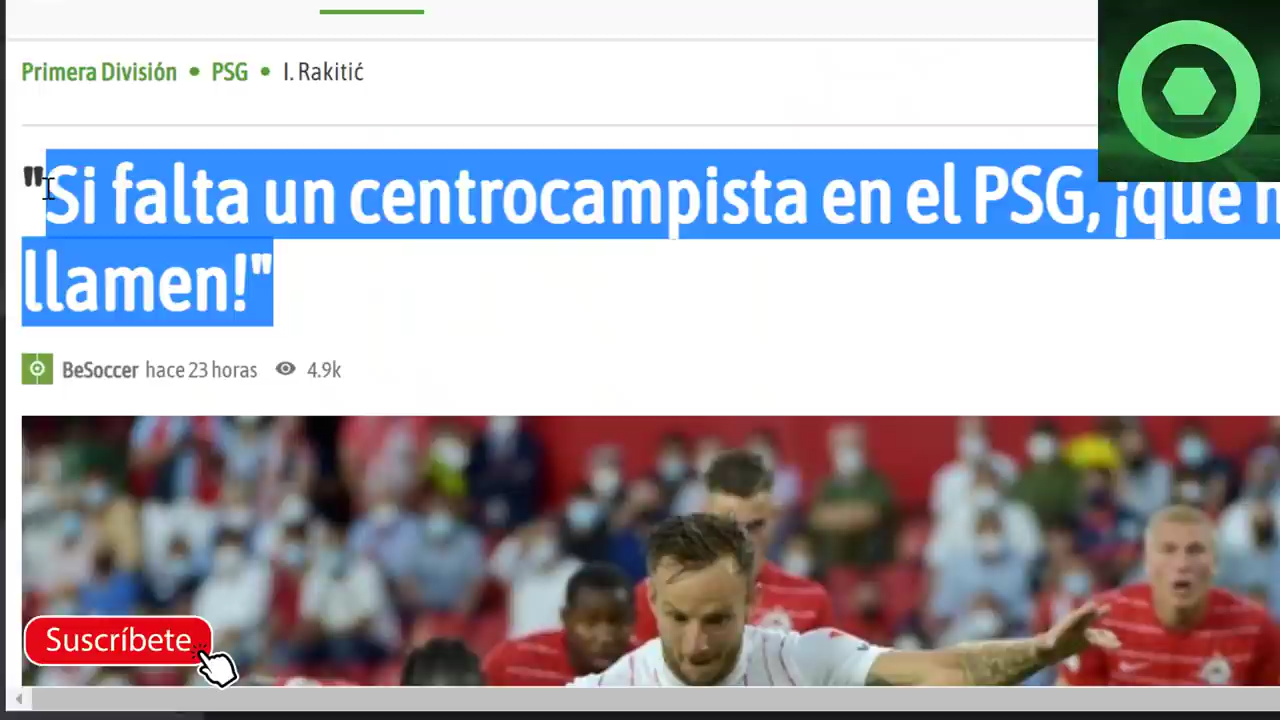 Primera División • PSG • I. Rakitić
"Si falta un centrocampista en el PSG, ¡que
llamen!"
BeSoccer hace 23 horas 4.9k
Suscríbete